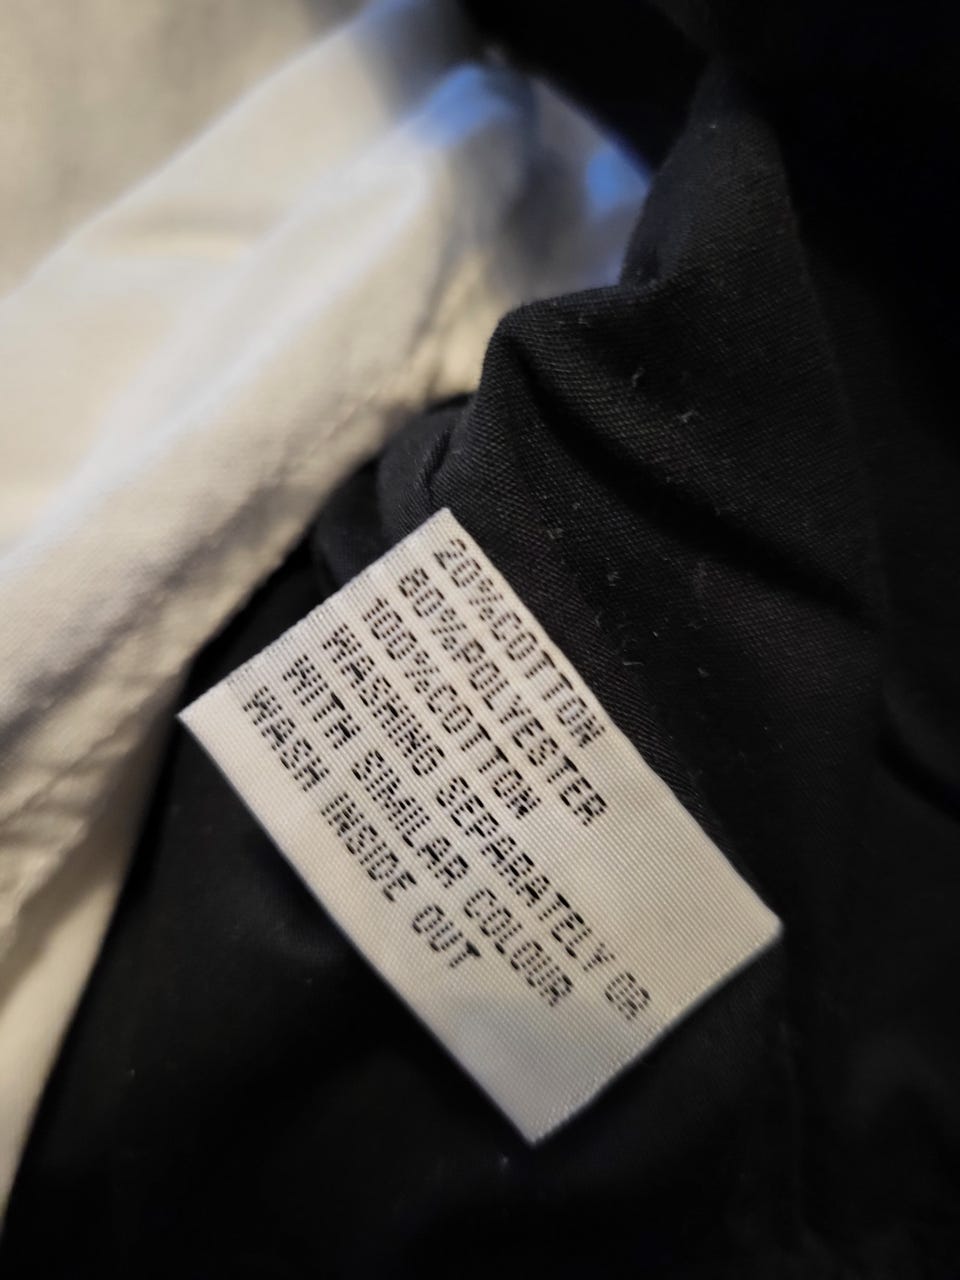 20%COTTON
80%POLYESTER
100%COTTON
WASHING SEPARATELY OR
WITH SIMILAR COLOUR
WASH INSIDE OUT